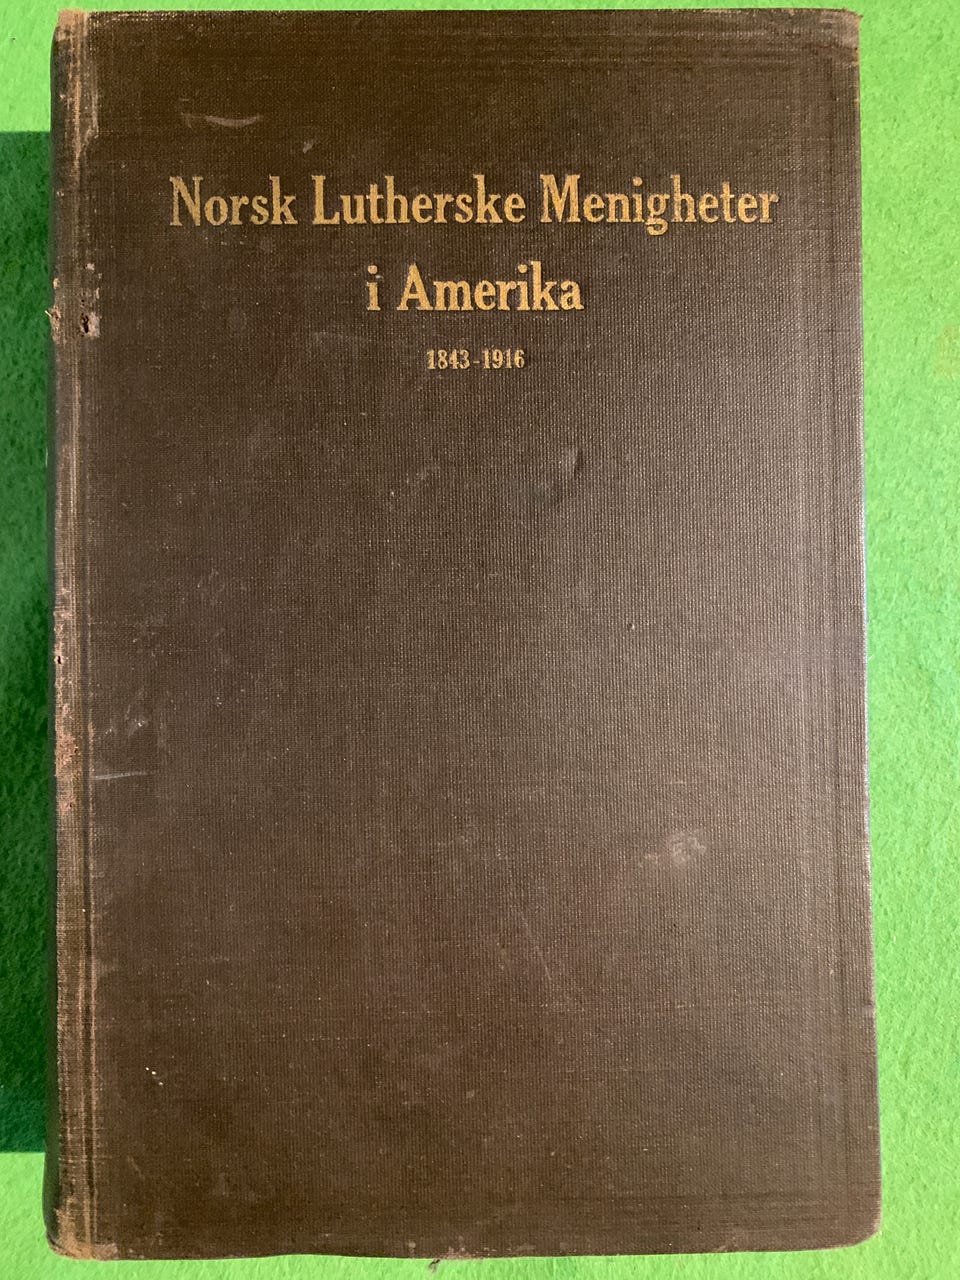 Norsk Lutherske Menigheter
i Amerika
1843-1916